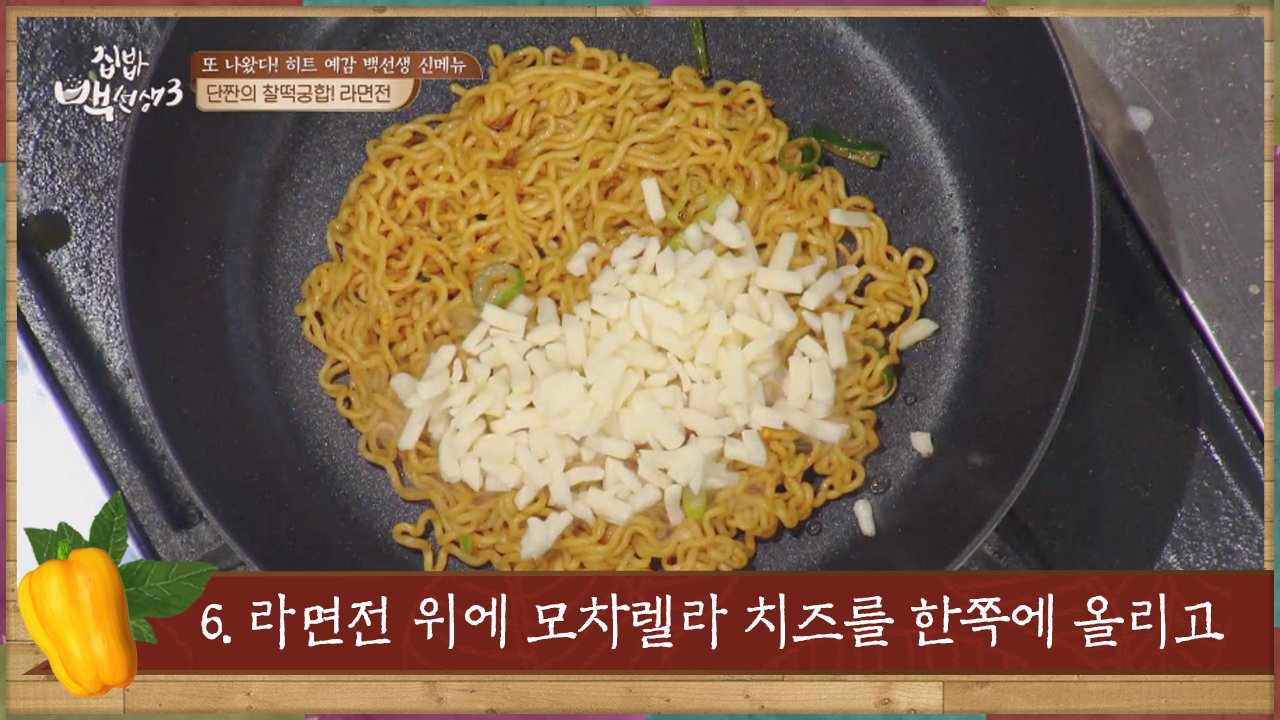 집밥
백선생3
또 나왔다! 히트 예감 백선생 신메뉴
단짠의 찰떡궁합! 라면전
6. 라면전 위에 모차렐라 치즈를 한쪽에 올리고